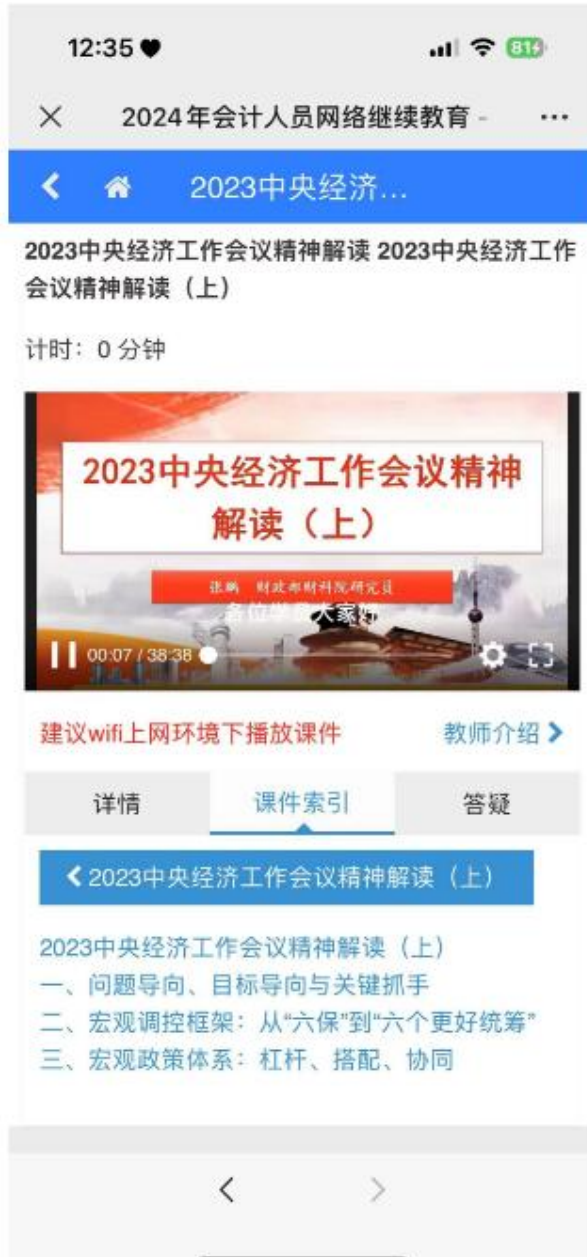 12:35
81
2024年会计人员网络继续教育 -
2023中央经济...
2023中央经济工作会议精神解读 2023中央经济工作
会议精神解读（上）
计时：0 分钟
2023中央经济工作会议精神
解读（上）
张鹏 财政部财科院研究员
各位学员大家好
00:07 / 38:38
建议wifi上网环境下播放课件
教师介绍
详情
课件索引
答疑
2023中央经济工作会议精神解读（上）
2023中央经济工作会议精神解读（上）
一、问题导向、目标导向与关键抓手
二、宏观调控框架：从“六保”到“六个更好统筹”
三、宏观政策体系：杠杆、搭配、协同